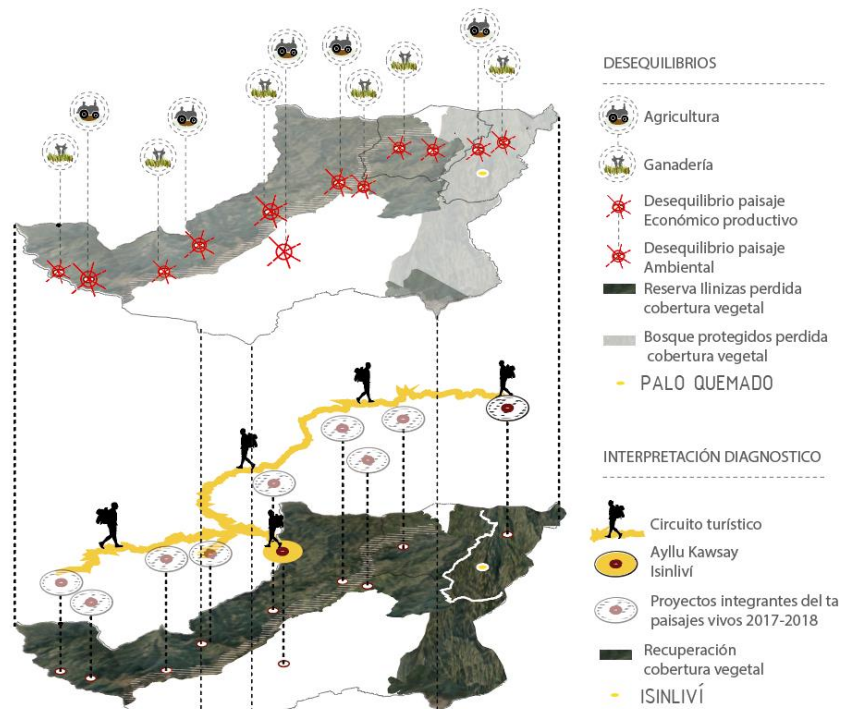 DESEQUILIBRIOS
Agricultura
Ganadería
Desequilibrio paisaje
Económico productivo
Desequilibrio paisaje
Ambiental
Reserva Ilinizas perdida
cobertura vegetal
Bosque protegidos perdida
cobertura vegetal
PALO QUEMADO
INTERPRETACIÓN DIAGNOSTICO
Circuito turístico
Ayllu Kawsay
Isinliví
Proyectos integrantes del ta
paisajes vivos 2017-2018
Recuperación
cobertura vegetal
ISINLIVÍ